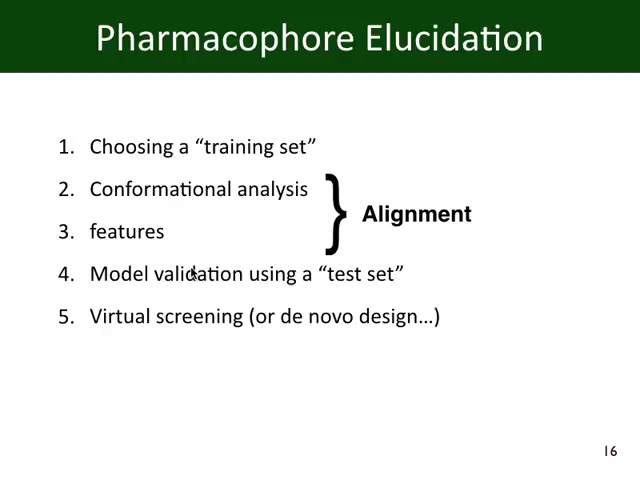 Pharmacophore Elucidation
1. Choosing a “training set”
2. Conformational analysis
3. features
Alignment
4. Model validation using a “test set”
5. Virtual screening (or de novo design…)
16